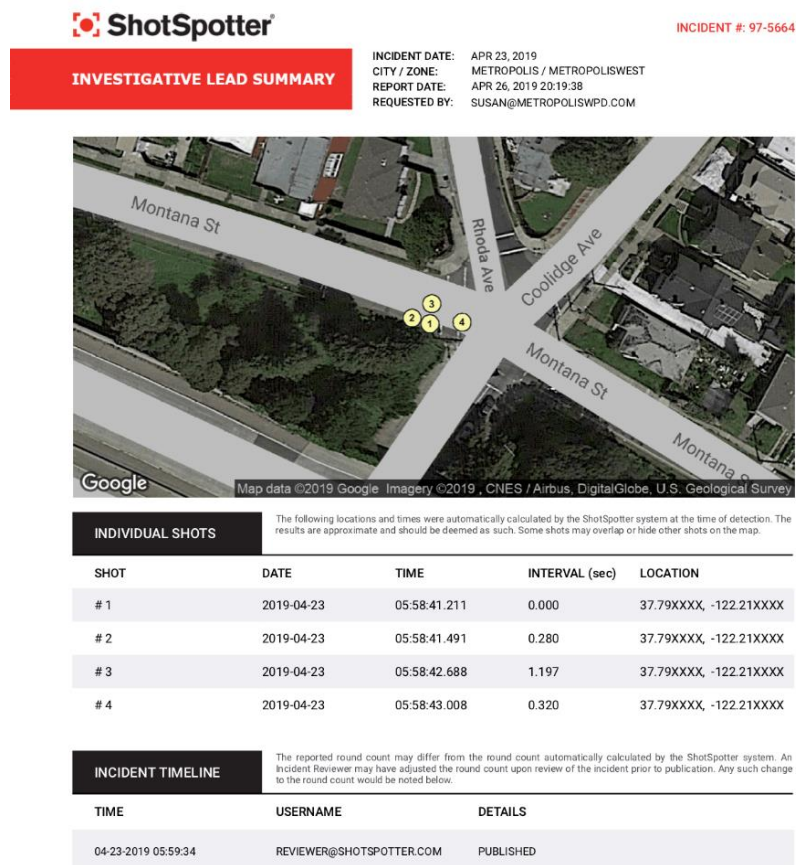 ShotSpotter
INCIDENT #: 97-5664
INVESTIGATIVE LEAD SUMMARY
INCIDENT DATE: APR 23, 2019
CITY / ZONE: METROPOLIS / METROPOLISWEST
REPORT DATE: APR 26, 2019 20:19:38
REQUESTED BY: SUSAN@METROPOLISWPD.COM
Montana St
Rhoda Ave
Coolidge Ave
3
2
1
4
Montana St
Montana S
Google
Map data ©2019 Google Imagery ©2019 , CNES / Airbus, DigitalGlobe, U.S. Geological Survey
INDIVIDUAL SHOTS
The following locations and times were automatically calculated by the ShotSpotter system at the time of detection. The
results are approximate and should be deemed as such. Some shots may overlap or hide other shots on the map.
SHOT DATE TIME INTERVAL (sec) LOCATION
# 1 2019-04-23 05:58:41.211 0.000 37.79XXXX, -122.21XXXX
# 2 2019-04-23 05:58:41.491 0.280 37.79XXXX, -122.21XXXX
# 3 2019-04-23 05:58:42.688 1.197 37.79XXXX, -122.21XXXX
# 4 2019-04-23 05:58:43.008 0.320 37.79XXXX, -122.21XXXX
INCIDENT TIMELINE
The reported round count may differ from the round count automatically calculated by the ShotSpotter system. An
Incident Reviewer may have adjusted the round count upon review of the incident prior to publication. Any such change
to the round count would be noted below.
TIME USERNAME DETAILS
04-23-2019 05:59:34 REVIEWER@SHOTSPOTTER.COM PUBLISHED